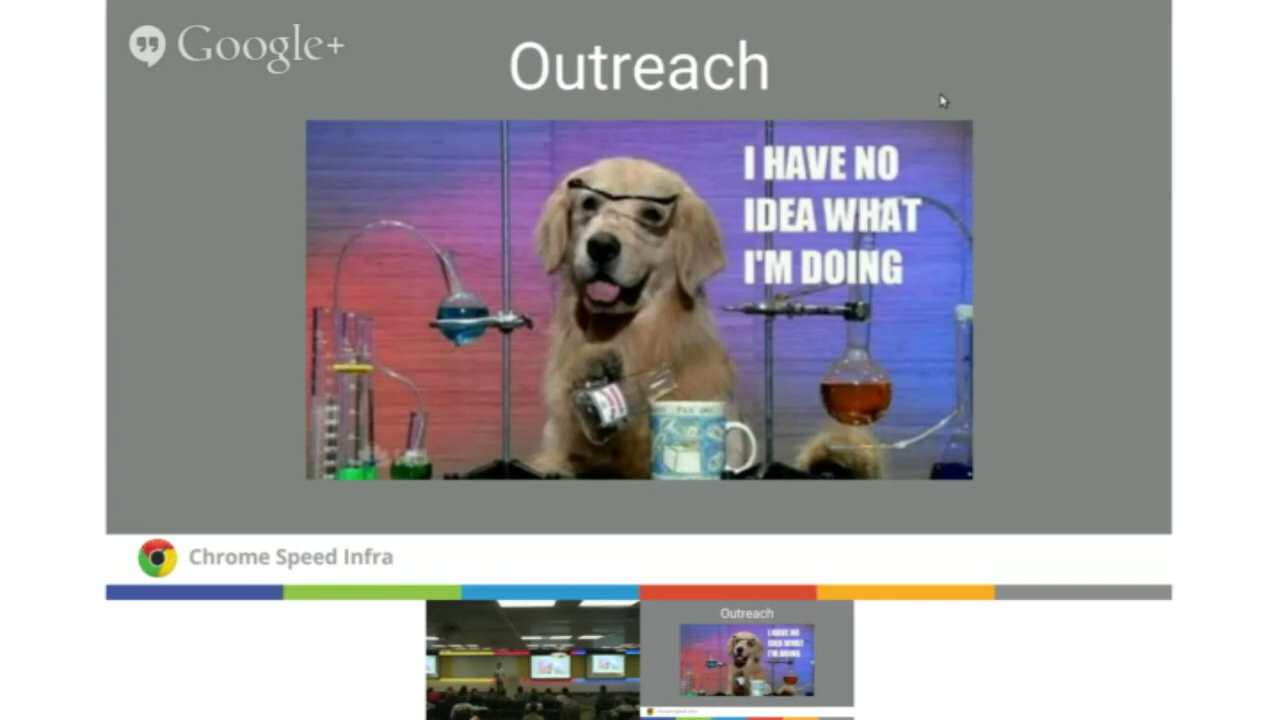 Google+
Outreach
I HAVE NO
IDEA WHAT
I'M DOING
Chrome Speed Infra
Outreach
I HAVE NO
IDEA WHAT
I'M DOING